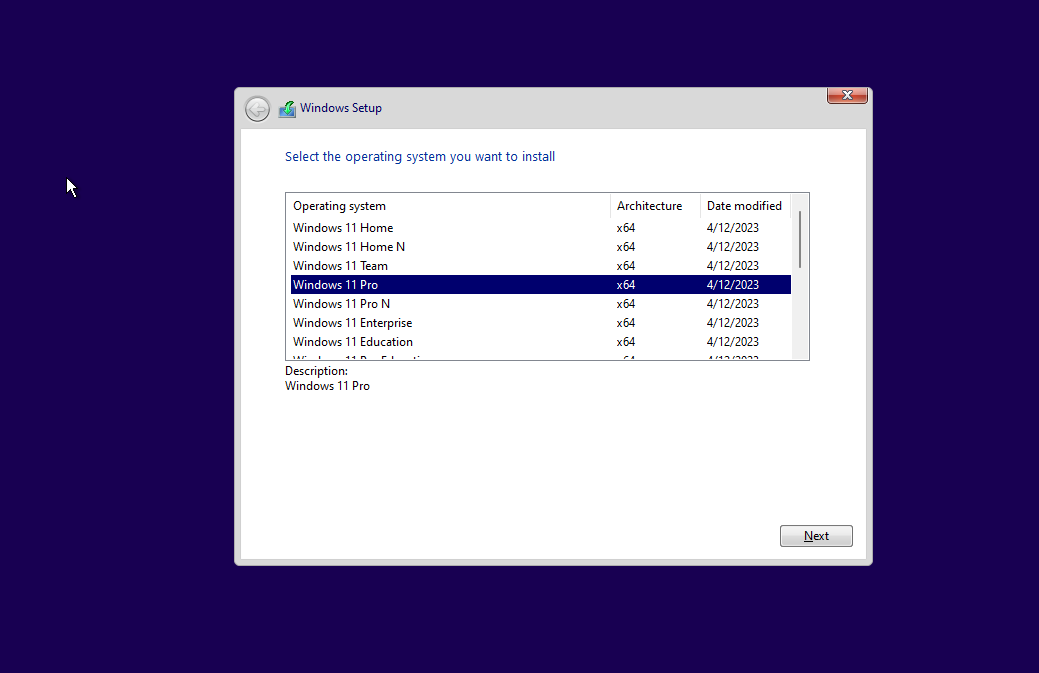 Windows Setup
Select the operating system you want to install
Operating system Architecture Date modified
Windows 11 Home x64 4/12/2023
Windows 11 Home N x64 4/12/2023
Windows 11 Team x64 4/12/2023
Windows 11 Pro x64 4/12/2023
Windows 11 Pro N x64 4/12/2023
Windows 11 Enterprise x64 4/12/2023
Windows 11 Education x64 4/12/2023
Description:
Windows 11 Pro
Next